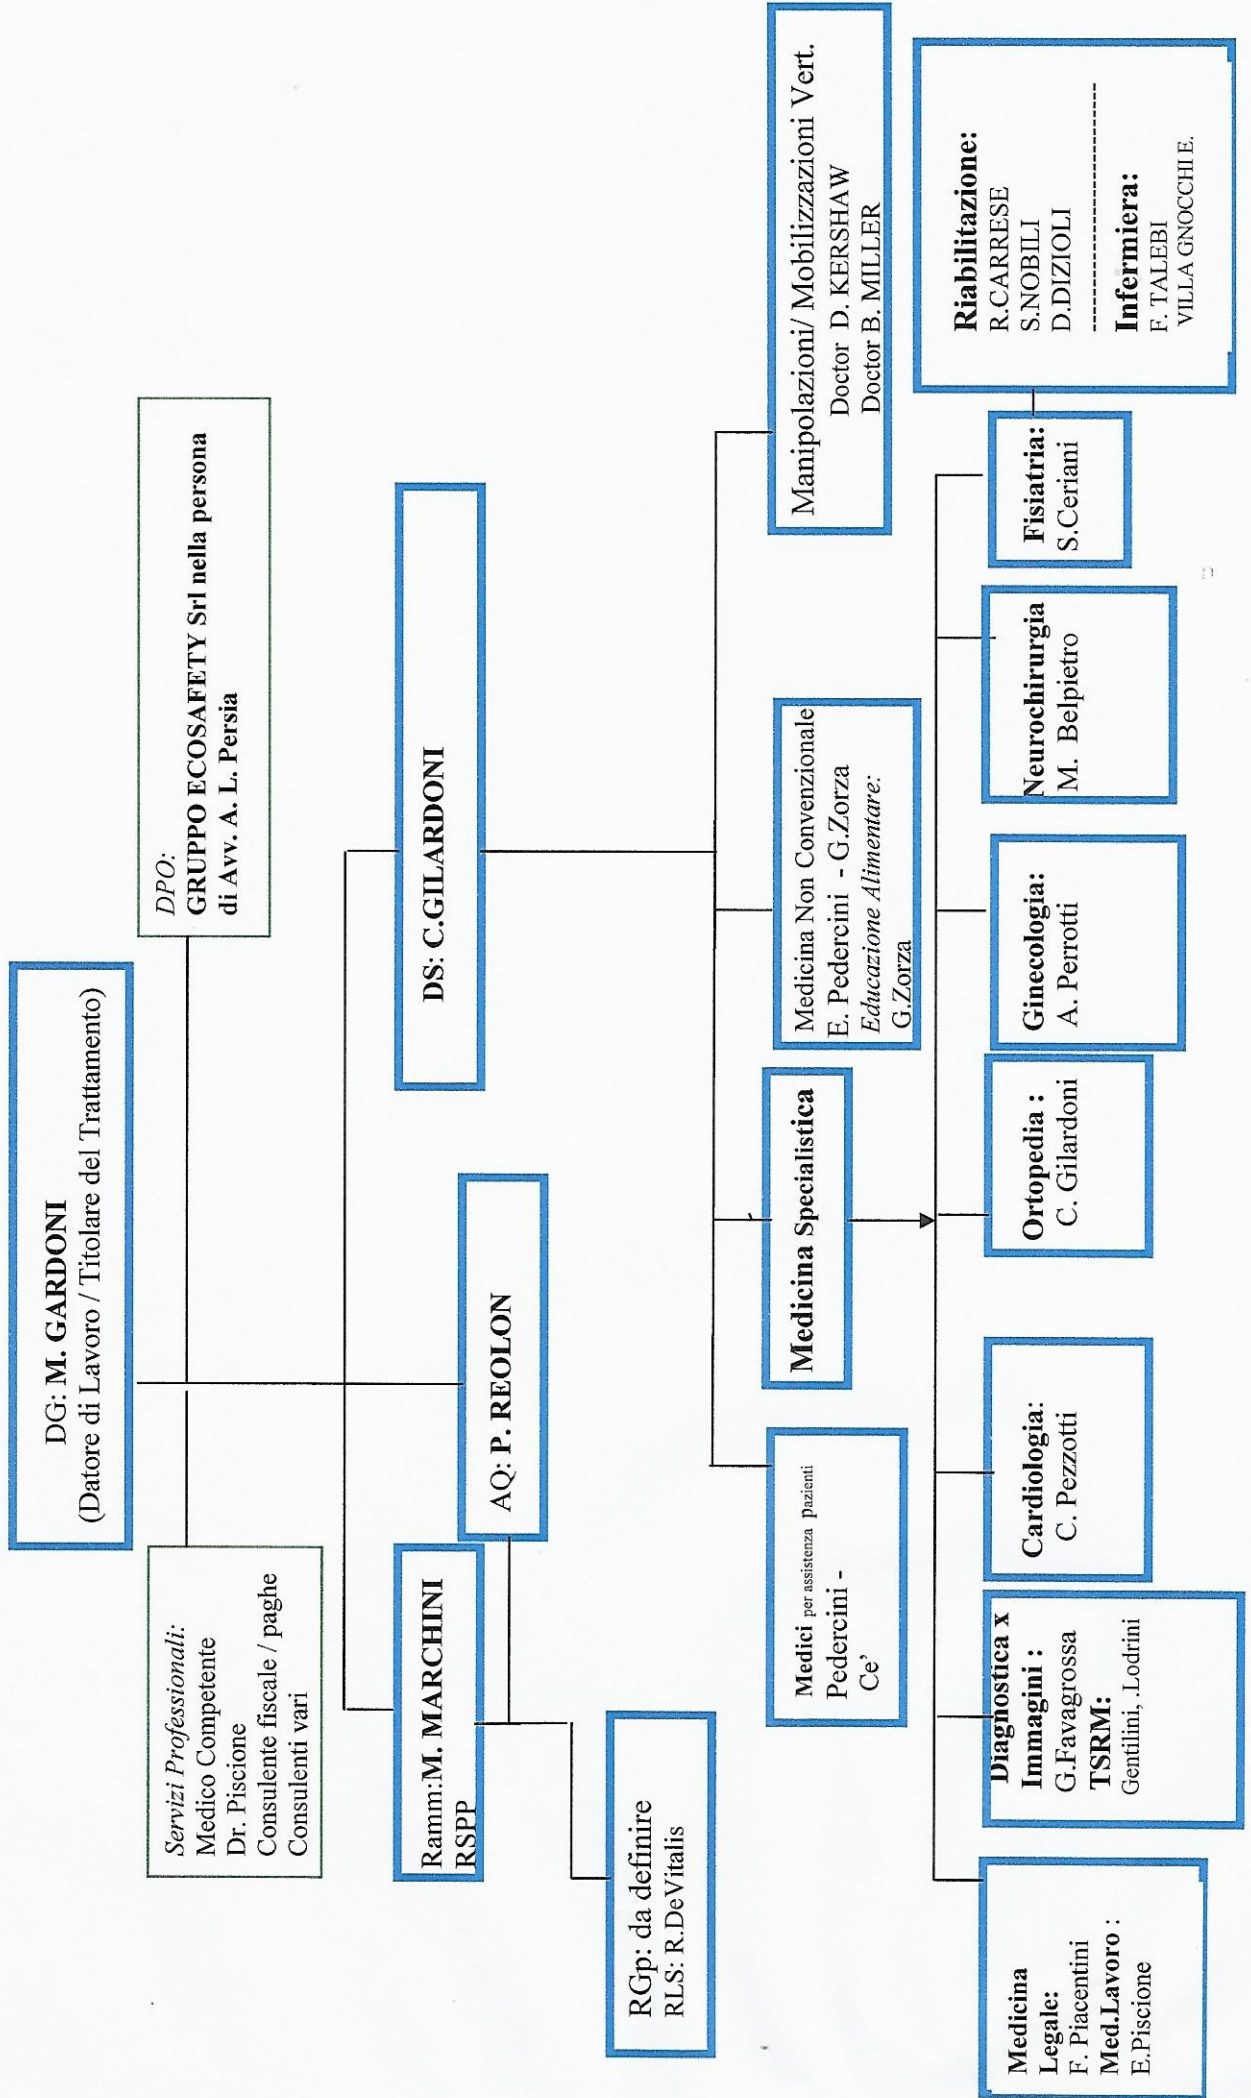 DG: M. GARDONI
(Datore di Lavoro / Titolare del Trattamento)
Servizi Professionali:
Medico Competente
Dr. Piscione
Consulente fiscale / paghe
Consulenti vari
DPO:
GRUPPO ECOSAFETY Srl nella persona
di Avv. A. L. Persia
Ramm:M. MARCHINI
RSPP
AQ: P. REOLON
DS: C.GILARDONI
RGp: da definire
RLS: R.DeVitalis
Medici per assistenza pazienti
Pedercini -
Ce’
Medicina Specialistica
Medicina Non Convenzionale
E. Pedercini - G.Zorza
Educazione Alimentare:
G.Zorza
Manipolazioni/ Mobilizzazioni Vert.
Doctor D. KERSHAW
Doctor B. MILLER
Medicina
Legale:
F. Piacentini
Med.Lavoro :
E.Piscione
Diagnostica x
Immagini :
G.Favagrossa
TSRM:
Gentilini, .Lodrini
Cardiologia:
C. Pezzotti
Ortopedia :
C. Gilardoni
Ginecologia:
A. Perrotti
Neurochirurgia
M. Belpietro
Fisiatria:
S.Ceriani
Riabilitazione:
R.CARRESE
S.NOBILI
D.DIZIOLI
-------------------------------
Infermiera:
F. TALEBI
VILLA GNOCCHI E.